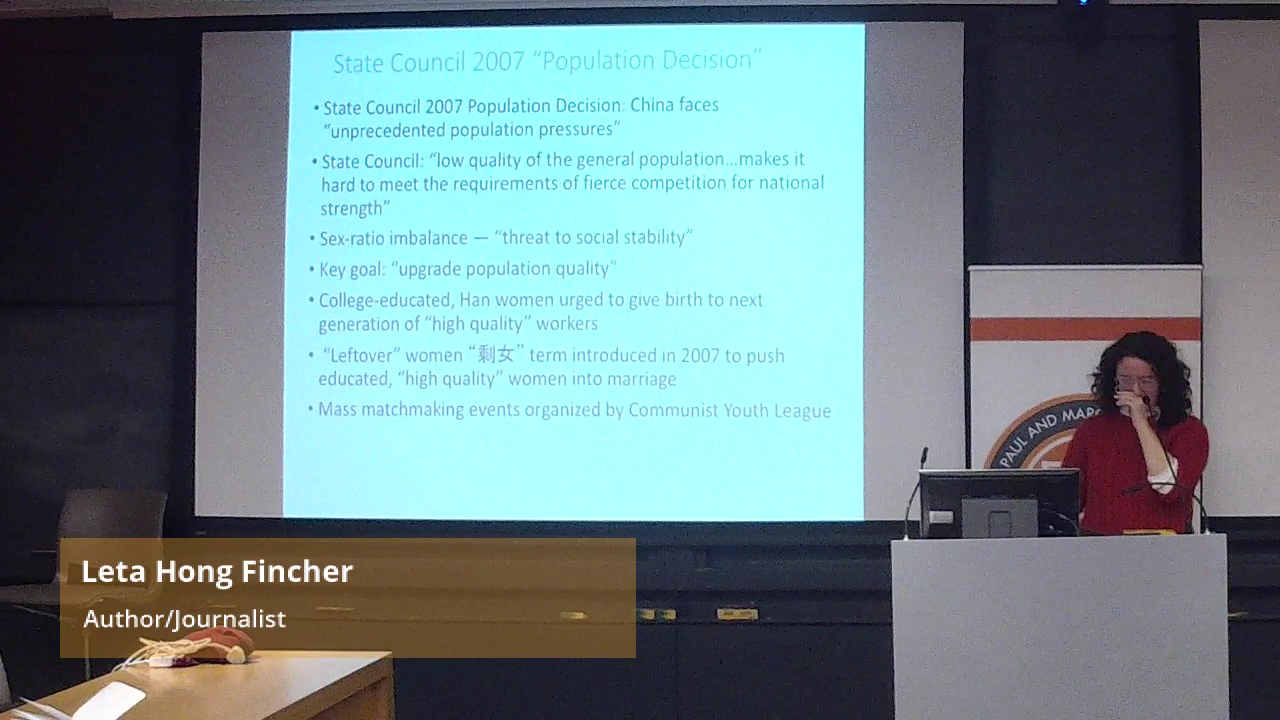 State Council 2007 “Population Decision”
• State Council 2007 Population Decision: China faces
“unprecedented population pressures”
• State Council: “low quality of the general population...makes it
hard to meet the requirements of fierce competition for national
strength”
• Sex-ratio imbalance — “threat to social stability”
• Key goal: “upgrade population quality”
• College-educated, Han women urged to give birth to next
generation of “high quality” workers
• “Leftover” women “剩女” term introduced in 2007 to push
educated, “high quality” women into marriage
• Mass matchmaking events organized by Communist Youth League
PAUL AND MARC
Leta Hong Fincher
Author/Journalist